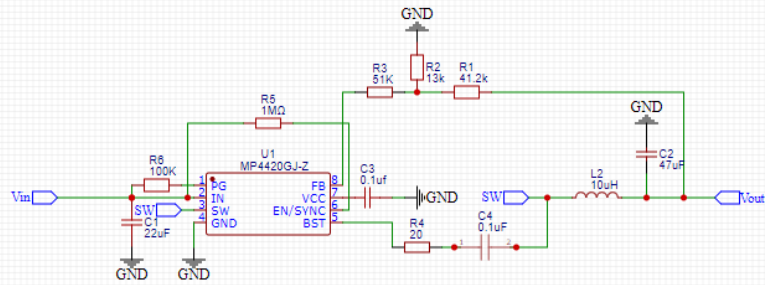 GND
R3
51K
R2
13k
R1
41.2k
R5
1MΩ
GND
C2
47uF
U1
MP4420GJ-Z
R6
100K
C3
0.1uf
L2
10uH
1 PG
2 IN
3 SW
4 GND
FB 8
VCC 7
EN/SYNC 6
BST 5
Vin
SW
GND
SW
Vout
C1
22uF
R4
20
C4
0.1uF
1
2
GND
GND